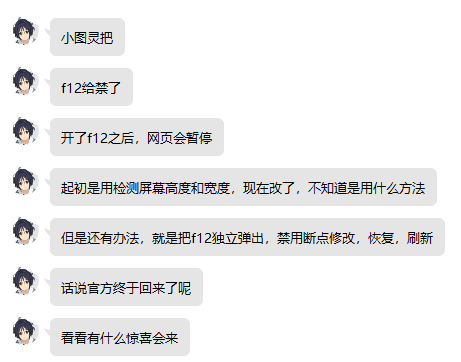 小图灵把
f12给禁了
开了f12之后，网页会暂停
起初是用检测屏幕高度和宽度，现在改了，不知道是用什么方法
但是还有办法，就是把f12独立弹出，禁用断点修改，恢复，刷新
话说官方终于回来了呢
看看有什么惊喜会来